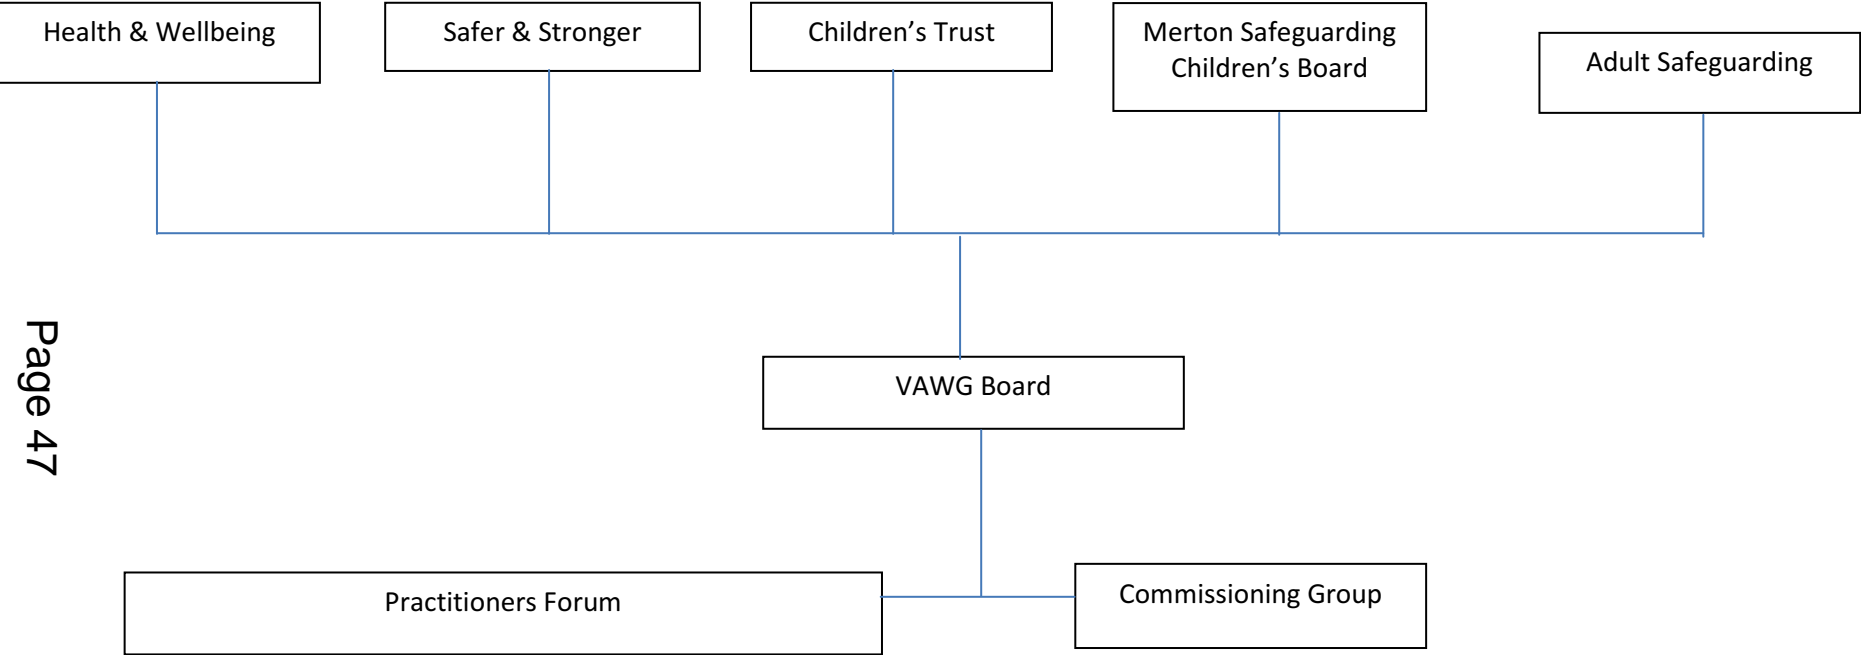 Health & Wellbeing
Safer & Stronger
Children’s Trust
Merton Safeguarding
Children’s Board
Adult Safeguarding
VAWG Board
Practitioners Forum
Commissioning Group
Page 47